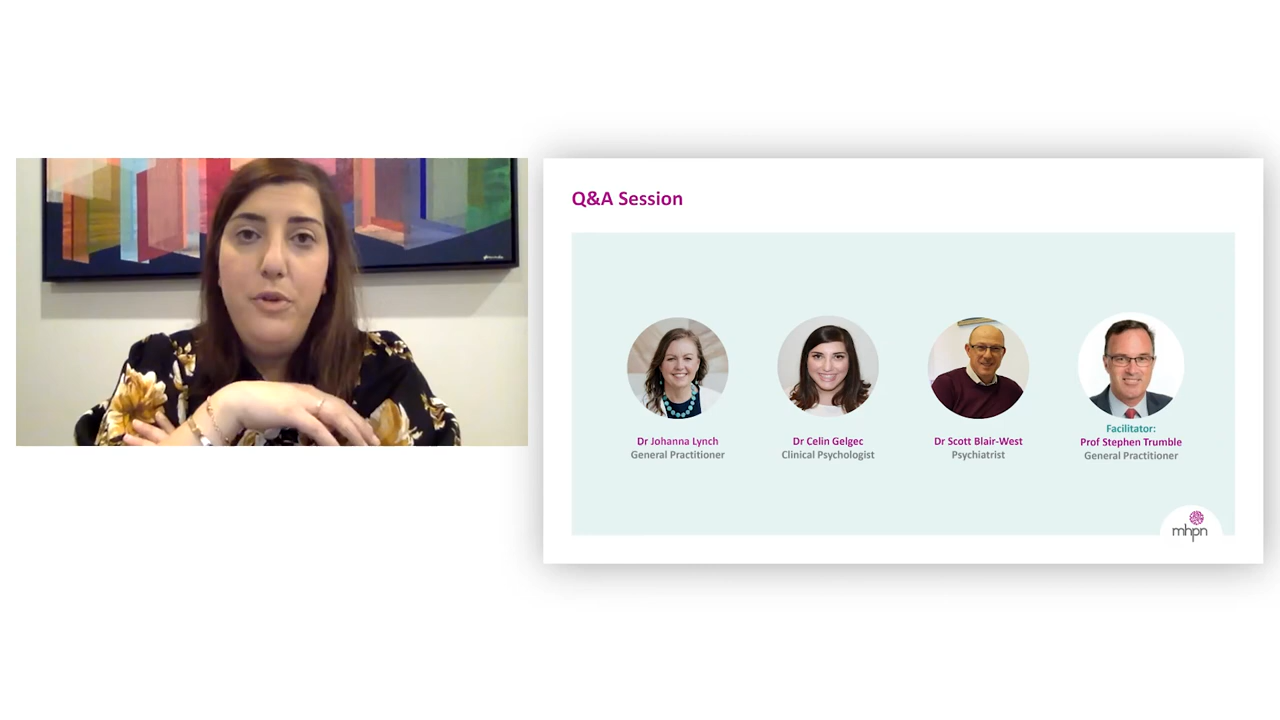 Q&A Session
Dr Johanna Lynch
General Practitioner
Dr Celin Gelgec
Clinical Psychologist
Dr Scott Blair-West
Psychiatrist
Facilitator:
Prof Stephen Trumble
General Practitioner
mhpn